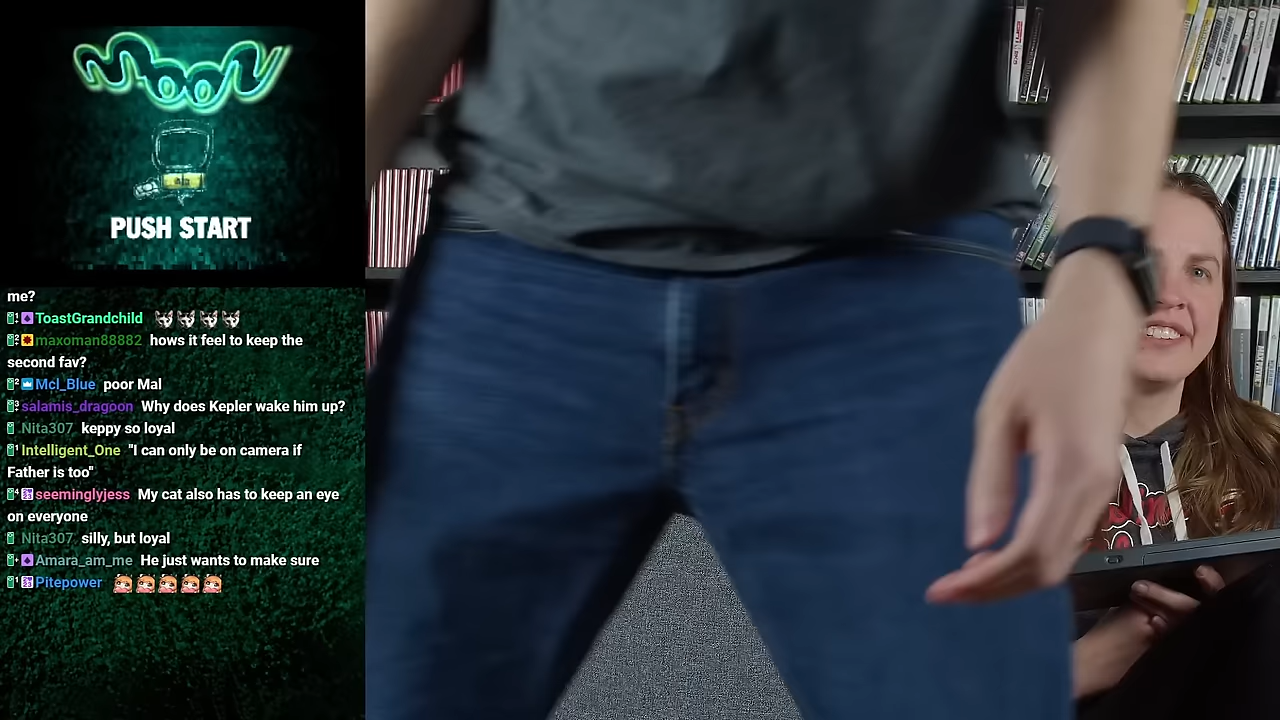 moon
PUSH START
me?
ToastGrandchild
maxoman88882 hows it feel to keep the
second fav?
Mcl_Blue poor Mal
salamis_dragoon Why does Kepler wake him up?
Nita307 keppy so loyal
Intelligent_One "I can only be on camera if
Father is too"
seeminglyjess My cat also has to keep an eye
on everyone
Nita307 silly, but loyal
Amara_am_me He just wants to make sure
Pitepower